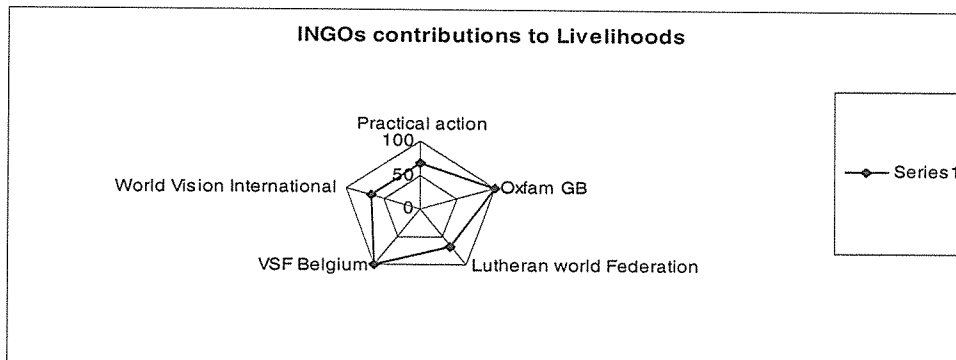 INGOs contributions to Livelihoods
Practical action
100
50
0
World Vision International
Oxfam GB
VSF Belgium
Lutheran world Federation
Series1